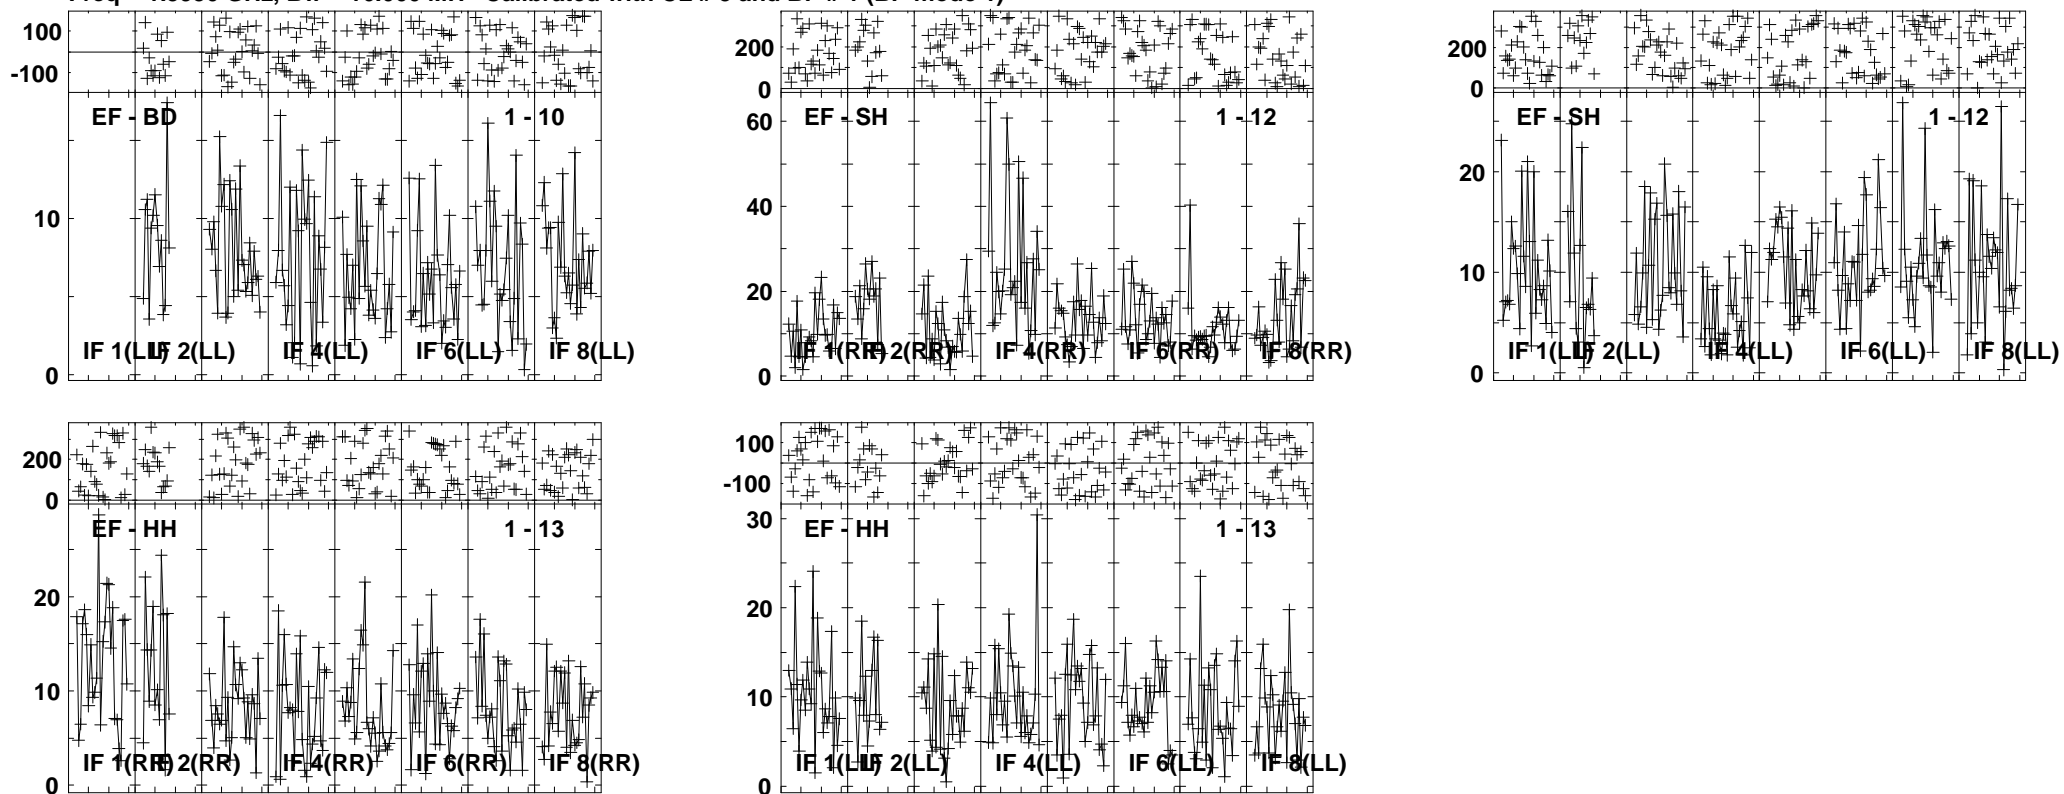 100
-100
EF - BD
1 - 10
10
0
IF 1(LL)
IF 2(LL)
IF 4(LL)
IF 6(LL)
IF 8(LL)
200
0
EF - SH
1 - 12
60
40
20
0
IF 1(RR)
IF 2(RR)
IF 4(RR)
IF 6(RR)
IF 8(RR)
200
0
EF - SH
1 - 12
20
10
0
IF 1(LL)
IF 2(LL)
IF 4(LL)
IF 6(LL)
IF 8(LL)
200
0
EF - HH
1 - 13
20
10
0
IF 1(RR)
IF 2(RR)
IF 4(RR)
IF 6(RR)
IF 8(RR)
100
-100
EF - HH
1 - 13
30
20
10
0
IF 1(LL)
IF 2(LL)
IF 4(LL)
IF 6(LL)
IF 8(LL)